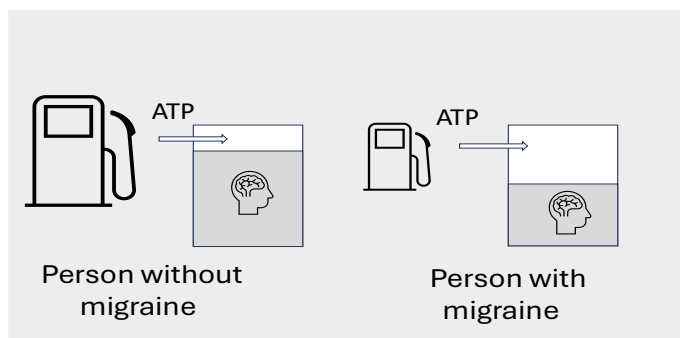 ATP
Person without
migraine
ATP
Person with
migraine